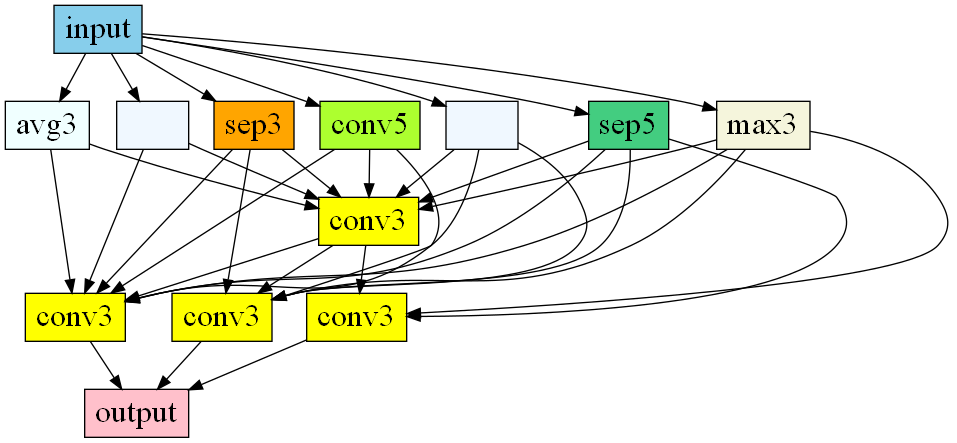 input
avg3
sep3
conv5
sep5
max3
conv3
conv3
conv3
conv3
output